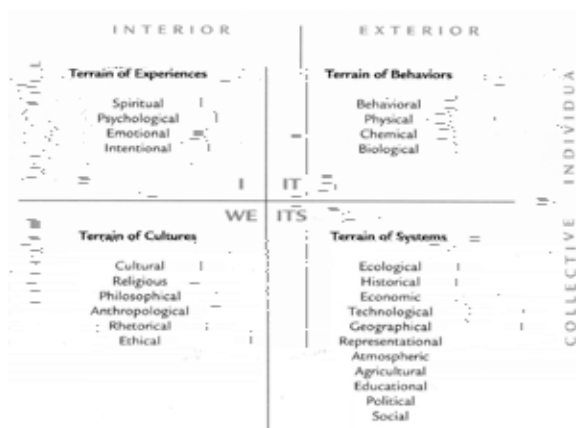 INTERIOR EXTERIOR
Terrain of Experiences
Spiritual
Psychological
Emotional
Intentional
I
Terrain of Behaviors
Behavioral
Physical
Chemical
Biological
IT
INDIVIDUA
WE
Terrain of Cultures
Cultural
Religious
Philosophical
Anthropological
Rhetorical
Ethical
ITS
Terrain of Systems
Ecological
Historical
Economic
Technological
Geographical
Representational
Atmospheric
Agricultural
Educational
Political
Social
COLLECTIVE